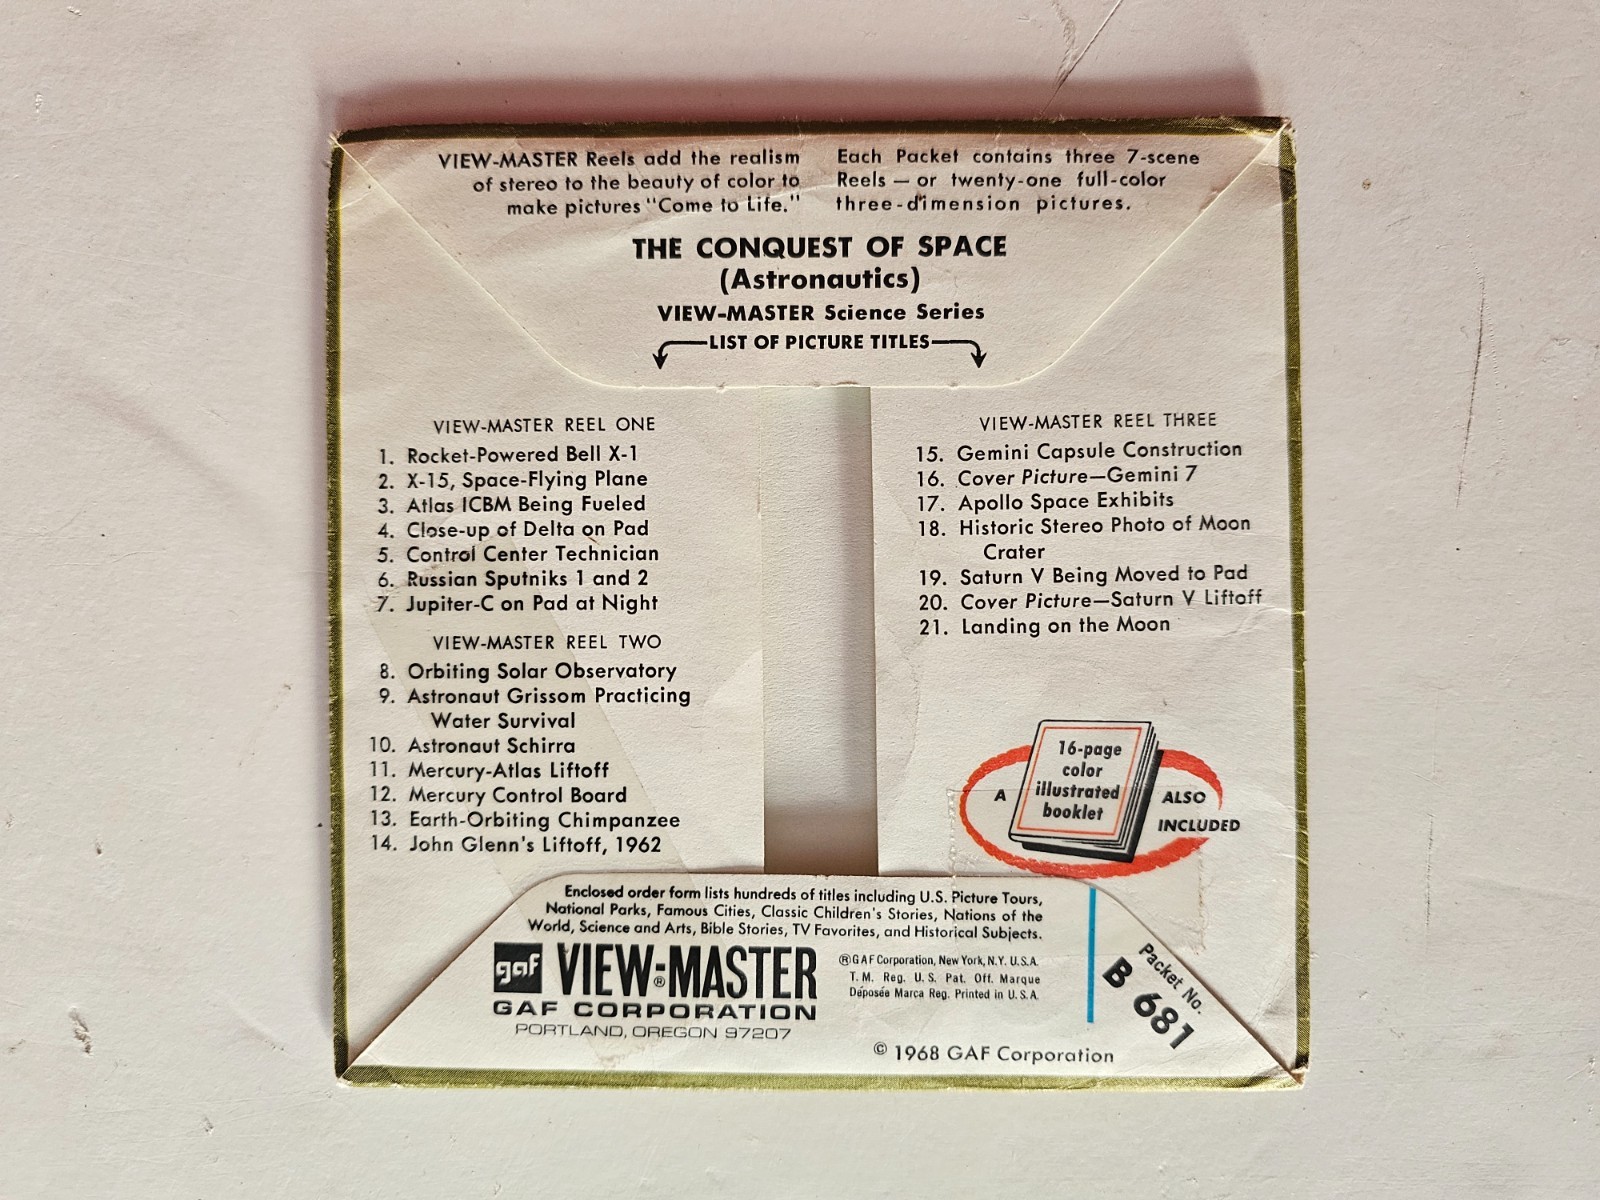 VIEW-MASTER Reels add the realism
of stereo to the beauty of color to
make pictures "Come to Life."
Each Packet contains three 7-scene
Reels — or twenty-one full-color
three-dimension pictures.
THE CONQUEST OF SPACE
(Astronautics)
VIEW-MASTER Science Series
LIST OF PICTURE TITLES
VIEW-MASTER REEL ONE
1. Rocket-Powered Bell X-1
2. X-15, Space-Flying Plane
3. Atlas ICBM Being Fueled
4. Close-up of Delta on Pad
5. Control Center Technician
6. Russian Sputniks 1 and 2
7. Jupiter-C on Pad at Night
VIEW-MASTER REEL TWO
8. Orbiting Solar Observatory
9. Astronaut Grissom Practicing
Water Survival
10. Astronaut Schirra
11. Mercury-Atlas Liftoff
12. Mercury Control Board
13. Earth-Orbiting Chimpanzee
14. John Glenn's Liftoff, 1962
VIEW-MASTER REEL THREE
15. Gemini Capsule Construction
16. Cover Picture—Gemini 7
17. Apollo Space Exhibits
18. Historic Stereo Photo of Moon
Crater
19. Saturn V Being Moved to Pad
20. Cover Picture—Saturn V Liftoff
21. Landing on the Moon
A
16-page
color
illustrated
booklet
ALSO
INCLUDED
Enclosed order form lists hundreds of titles including U.S. Picture Tours,
National Parks, Famous Cities, Classic Children's Stories, Nations of the
World, Science and Arts, Bible Stories, TV Favorites, and Historical Subjects.
gaf VIEW-MASTER®
GAF CORPORATION
PORTLAND, OREGON 97207
® GAF Corporation, New York, N.Y. U.S.A.
T. M. Reg. U. S. Pat. Off. Marque
Déposée Marca Reg. Printed in U. S. A.
© 1968 GAF Corporation
Packet No.
B 681